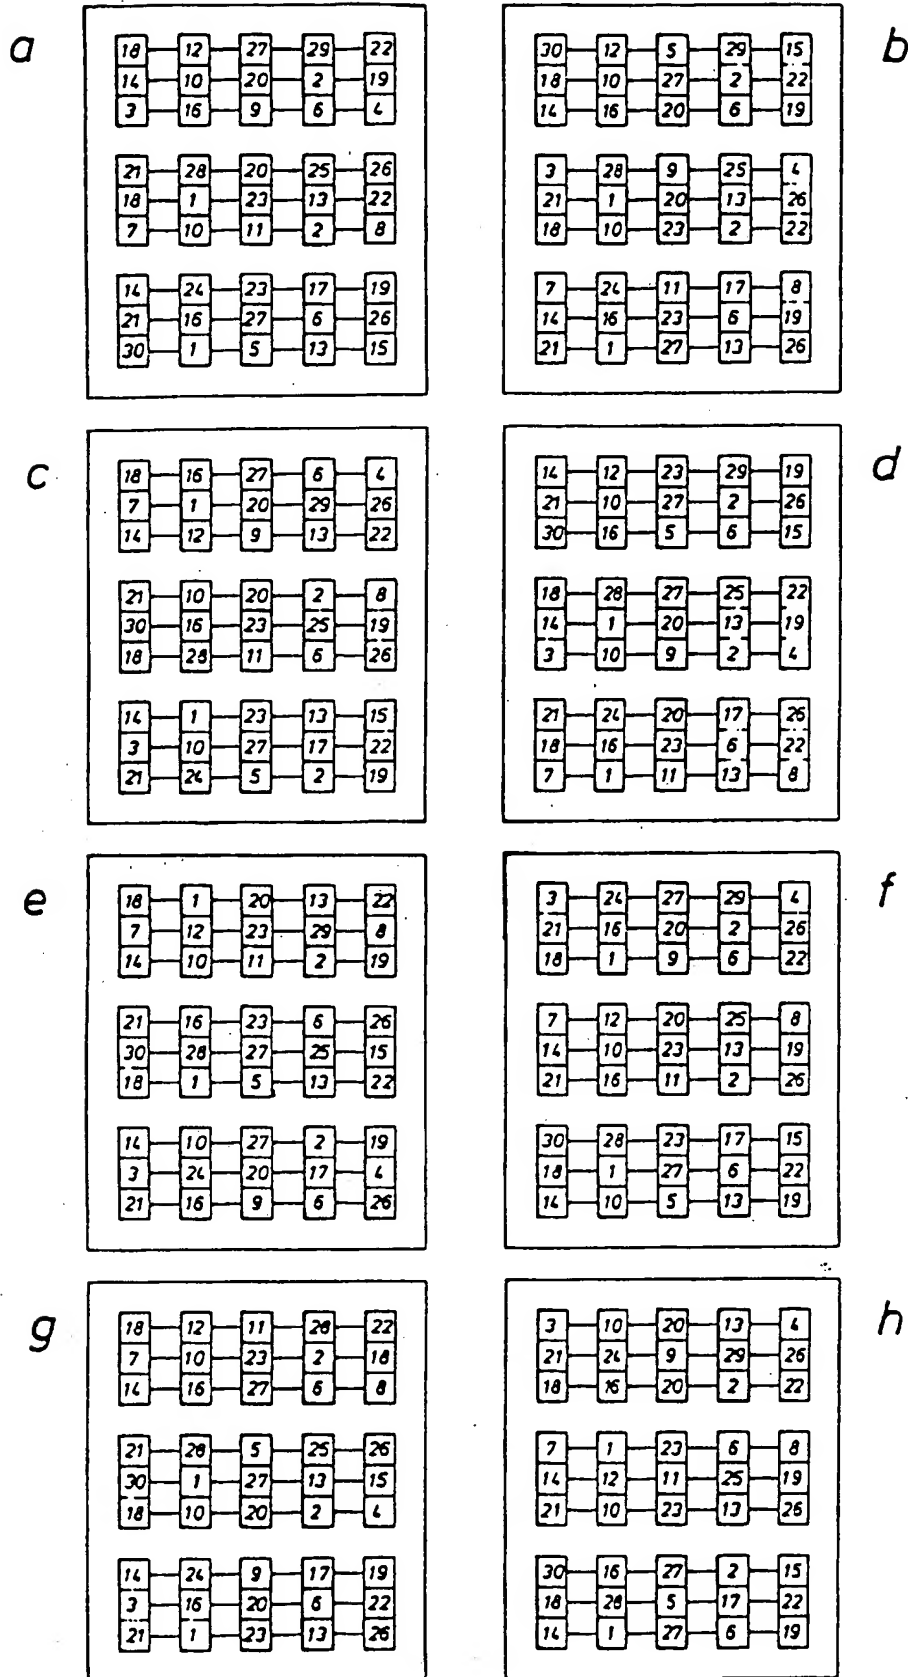 a
18 12 27 29 22
14 10 20 2 19
3 16 9 6 4
21 28 20 25 26
18 1 23 13 22
7 10 11 2 8
14 24 23 17 19
21 16 27 6 26
30 1 5 13 15
b
30 12 5 29 15
18 10 27 2 22
14 16 20 6 19
3 28 9 25 4
21 1 20 13 26
18 10 23 2 22
7 24 11 17 8
14 16 23 6 19
21 1 27 13 26
c
18 16 27 6 4
7 1 20 29 26
14 12 9 13 22
21 10 20 2 8
30 16 23 25 19
18 28 11 6 26
14 1 23 13 15
3 10 27 17 22
21 24 5 2 19
d
14 12 23 29 19
21 10 27 2 26
30 16 5 6 15
18 28 27 25 22
14 1 20 13 19
3 10 9 2 4
21 24 20 17 26
18 16 23 6 22
7 1 11 13 8
e
18 1 20 13 22
7 12 23 29 8
14 10 11 2 19
21 16 23 6 26
30 28 27 25 15
18 1 5 13 22
14 10 27 2 19
3 24 20 17 4
21 16 9 6 26
f
3 24 27 29 4
21 16 20 2 26
18 1 9 6 22
7 12 20 25 8
14 10 23 13 19
21 16 11 2 26
30 28 23 17 15
18 1 27 6 22
14 10 5 13 19
g
18 12 11 28 22
7 10 23 2 18
14 16 27 6 8
21 28 5 25 26
30 1 27 13 15
18 10 20 2 4
14 24 9 17 19
3 16 20 6 22
21 1 23 13 26
h
3 10 20 13 4
21 24 9 29 26
18 16 20 2 22
7 1 23 6 8
14 12 11 25 19
21 10 23 13 26
30 16 27 2 15
18 28 5 17 22
14 1 27 6 19